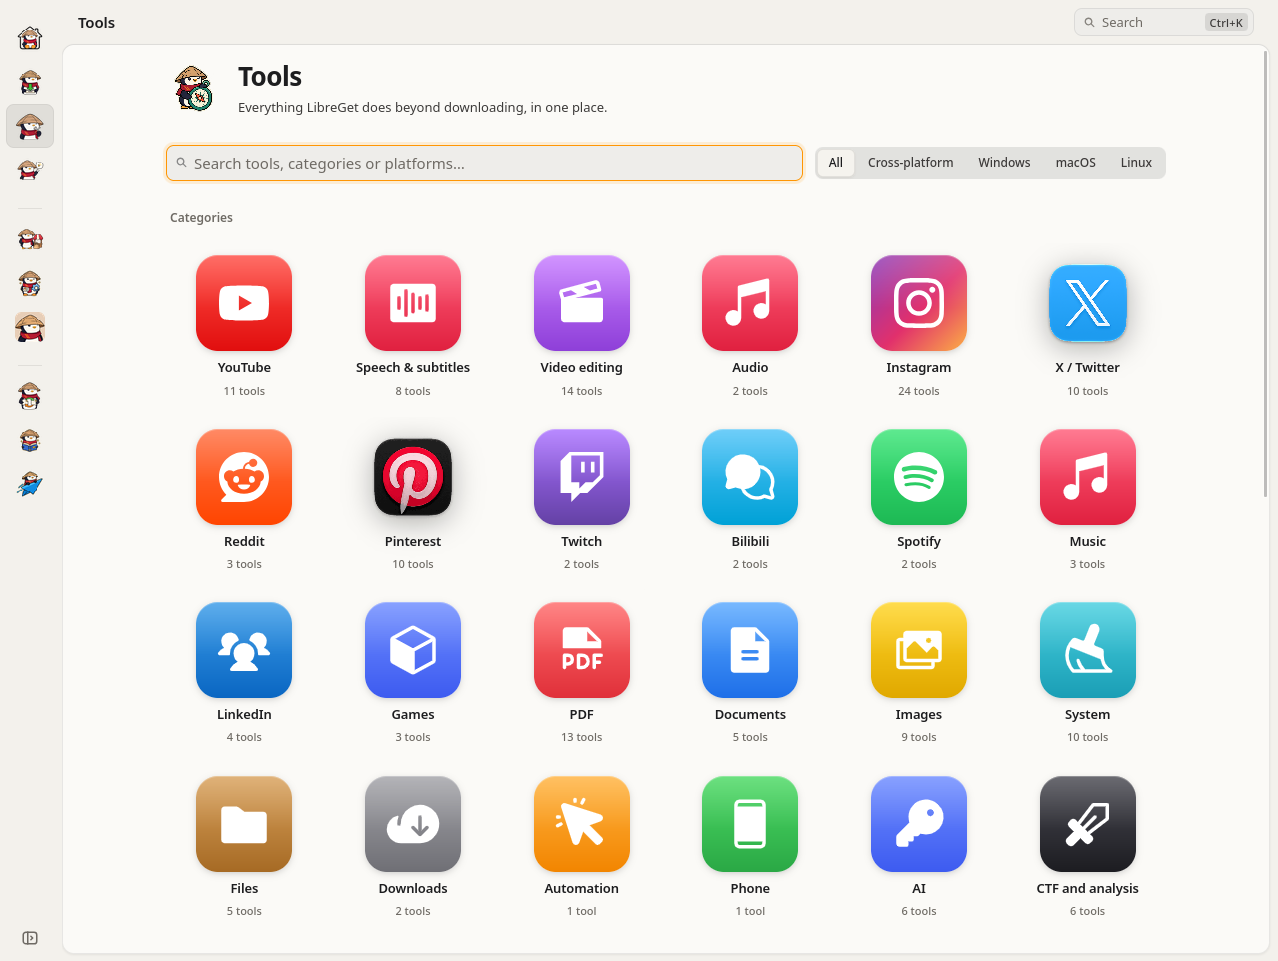 Tools
Search
Ctrl+K
Tools
Everything LibreGet does beyond downloading, in one place.
Search tools, categories or platforms...
All
Cross-platform
Windows
macOS
Linux
Categories
YouTube
11 tools
Speech & subtitles
8 tools
Video editing
14 tools
Audio
2 tools
Instagram
24 tools
X / Twitter
10 tools
Reddit
3 tools
Pinterest
10 tools
Twitch
2 tools
Bilibili
2 tools
Spotify
2 tools
Music
3 tools
LinkedIn
4 tools
Games
3 tools
PDF
PDF
13 tools
Documents
5 tools
Images
9 tools
System
10 tools
Files
5 tools
Downloads
2 tools
Automation
1 tool
Phone
1 tool
AI
6 tools
CTF and analysis
6 tools